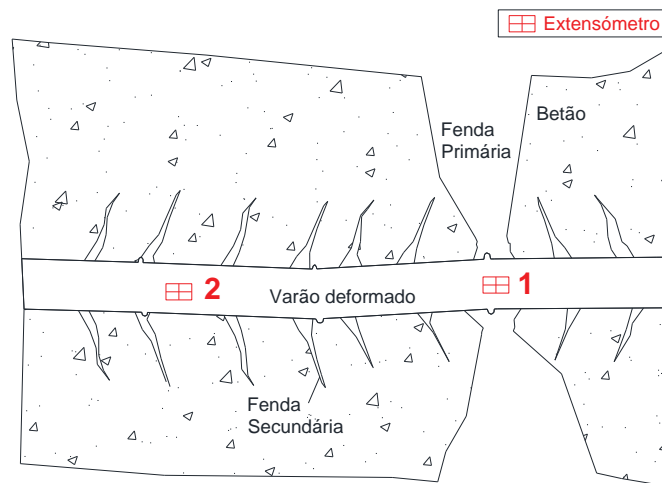 Extensómetro
Fenda
Primária
Betão
2
1
Varão deformado
Fenda
Secundária